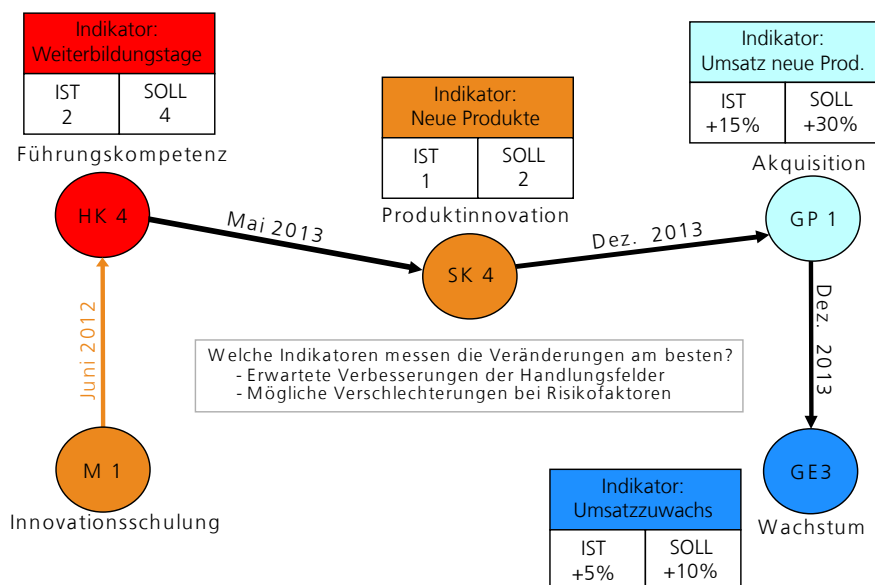 Indikator:
Weiterbildungstage
IST
2
SOLL
4
Führungskompetenz
HK 4
Indikator:
Neue Produkte
IST
1
SOLL
2
Produktinnovation
SK 4
Indikator:
Umsatz neue Prod.
IST
+15%
SOLL
+30%
Akquisition
GP 1
Mai 2013
Dez. 2013
Juni 2012
Dez. 2013
Welche Indikatoren messen die Veränderungen am besten?
- Erwartete Verbesserungen der Handlungsfelder
- Mögliche Verschlechterungen bei Risikofaktoren
M 1
Innovationsschulung
Indikator:
Umsatzzuwachs
IST
+5%
SOLL
+10%
GE3
Wachstum